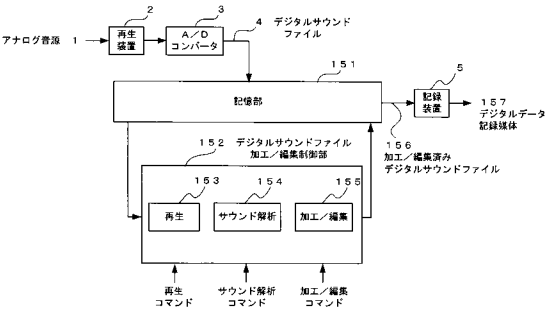 2
再生
装置
3
A/D
コンバータ
4
デジタルサウンド
ファイル
アナログ音源 1
151
記憶部
5
記録
装置
157
デジタルデータ
記録媒体
156
加工/編集済み
デジタルサウンドファイル
152
デジタルサウンドファイル
加工/編集制御部
153
再生
154
サウンド解析
155
加工/編集
再生
コマンド
サウンド解析
コマンド
加工/編集
コマンド